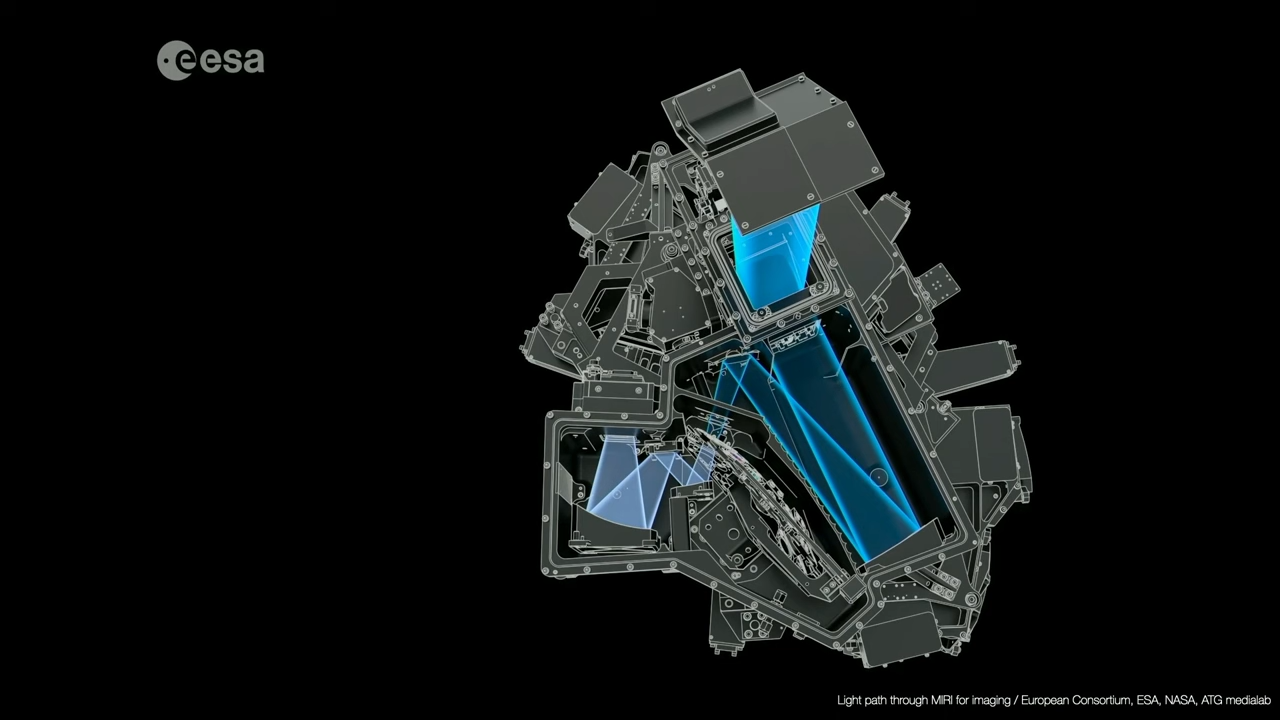 esa
Light path through MIRI for imaging / European Consortium, ESA, NASA, ATG medialab